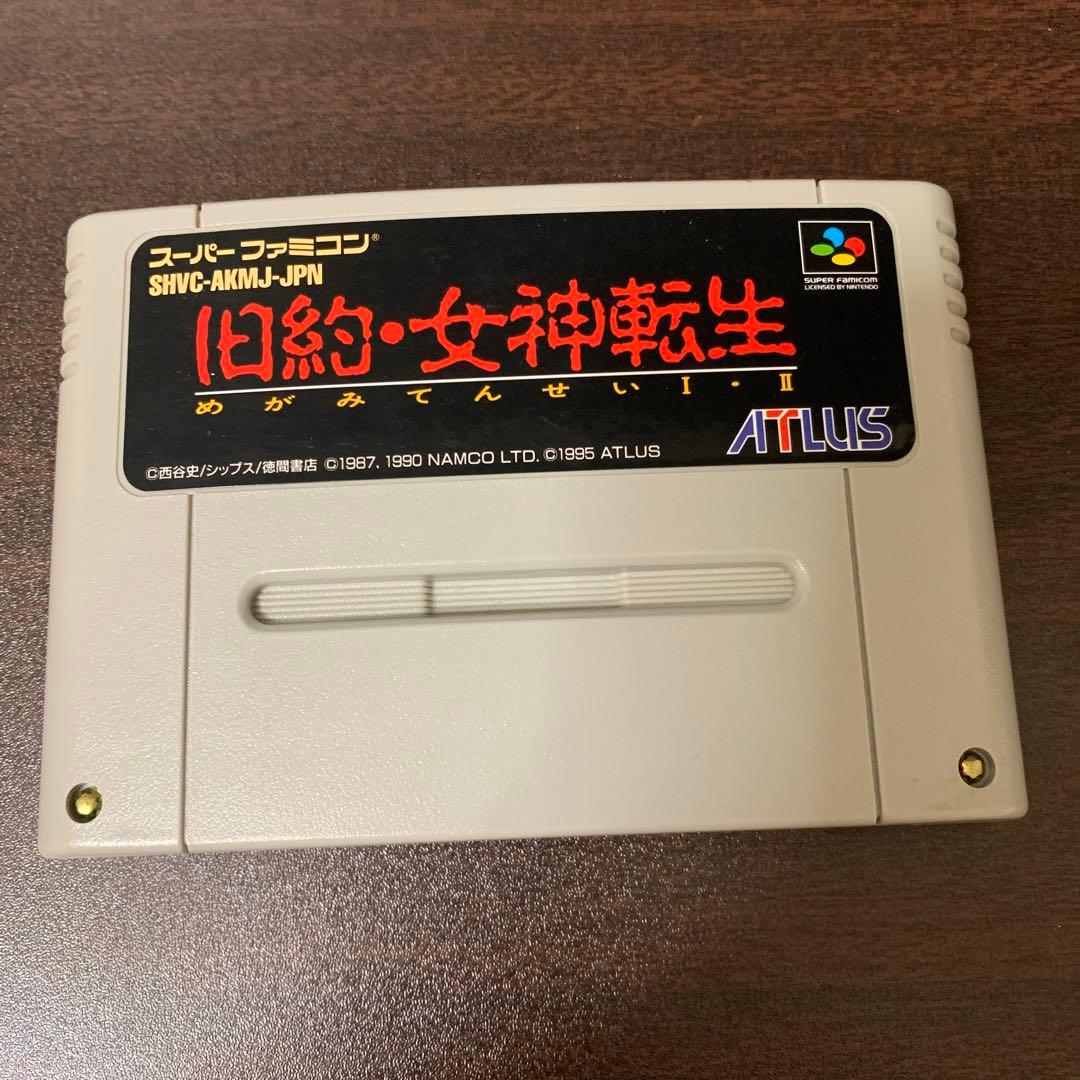 スーパーファミコン®
SHVC-AKMJ-JPN
SUPER FAMICOM
LICENSED BY NINTENDO
旧約・女神転生
めがみてんせいI・II
ATLUS
©西谷史/シップス/徳間書店 ©1987, 1990 NAMCO LTD. ©1995 ATLUS